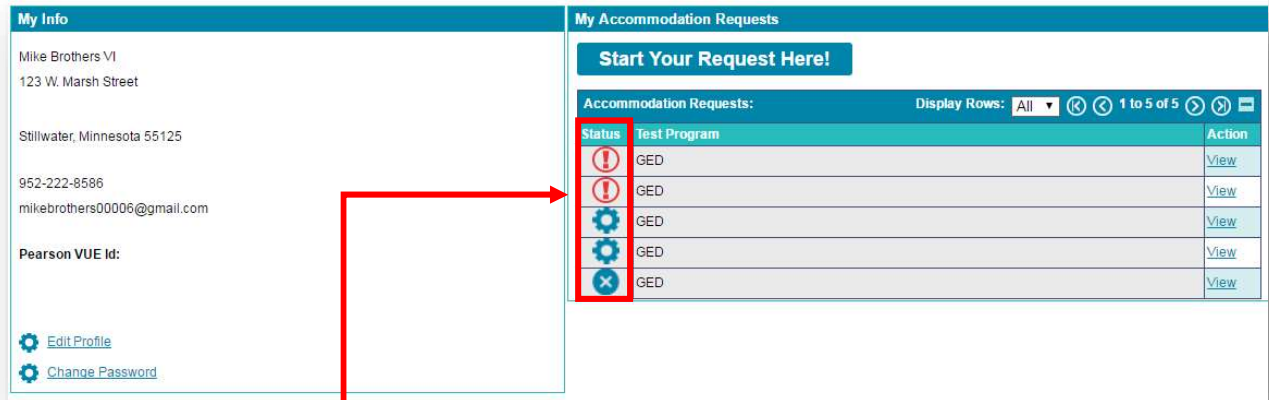 My Info
Mike Brothers VI
123 W. Marsh Street
Stillwater, Minnesota 55125
952-222-8586
mikebrothers00006@gmail.com
Pearson VUE Id:
Edit Profile
Change Password
My Accommodation Requests
Start Your Request Here!
Accommodation Requests: Display Rows: All 1 to 5 of 5
Status Test Program Action
GED View
GED View
GED View
GED View
GED View